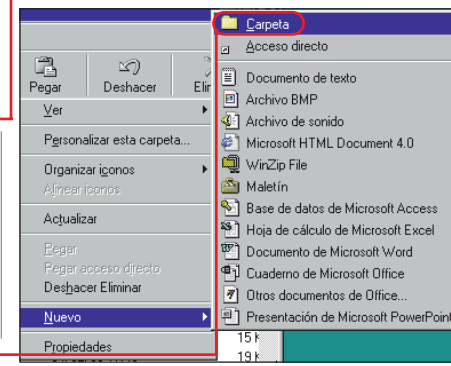 Pegar
Deshacer
Ver
Personalizar esta carpeta...
Organizar iconos
Alinear iconos
Actualizar
Pegar
Pegar acceso directo
Deshacer Eliminar
Nuevo
Propiedades
Carpeta
Acceso directo
Documento de texto
Archivo BMP
Archivo de sonido
Microsoft HTML Document 4.0
WinZip File
Maletín
Base de datos de Microsoft Access
Hoja de cálculo de Microsoft Excel
Documento de Microsoft Word
Cuaderno de Microsoft Office
Otros documentos de Office...
Presentación de Microsoft PowerPoint
15
19